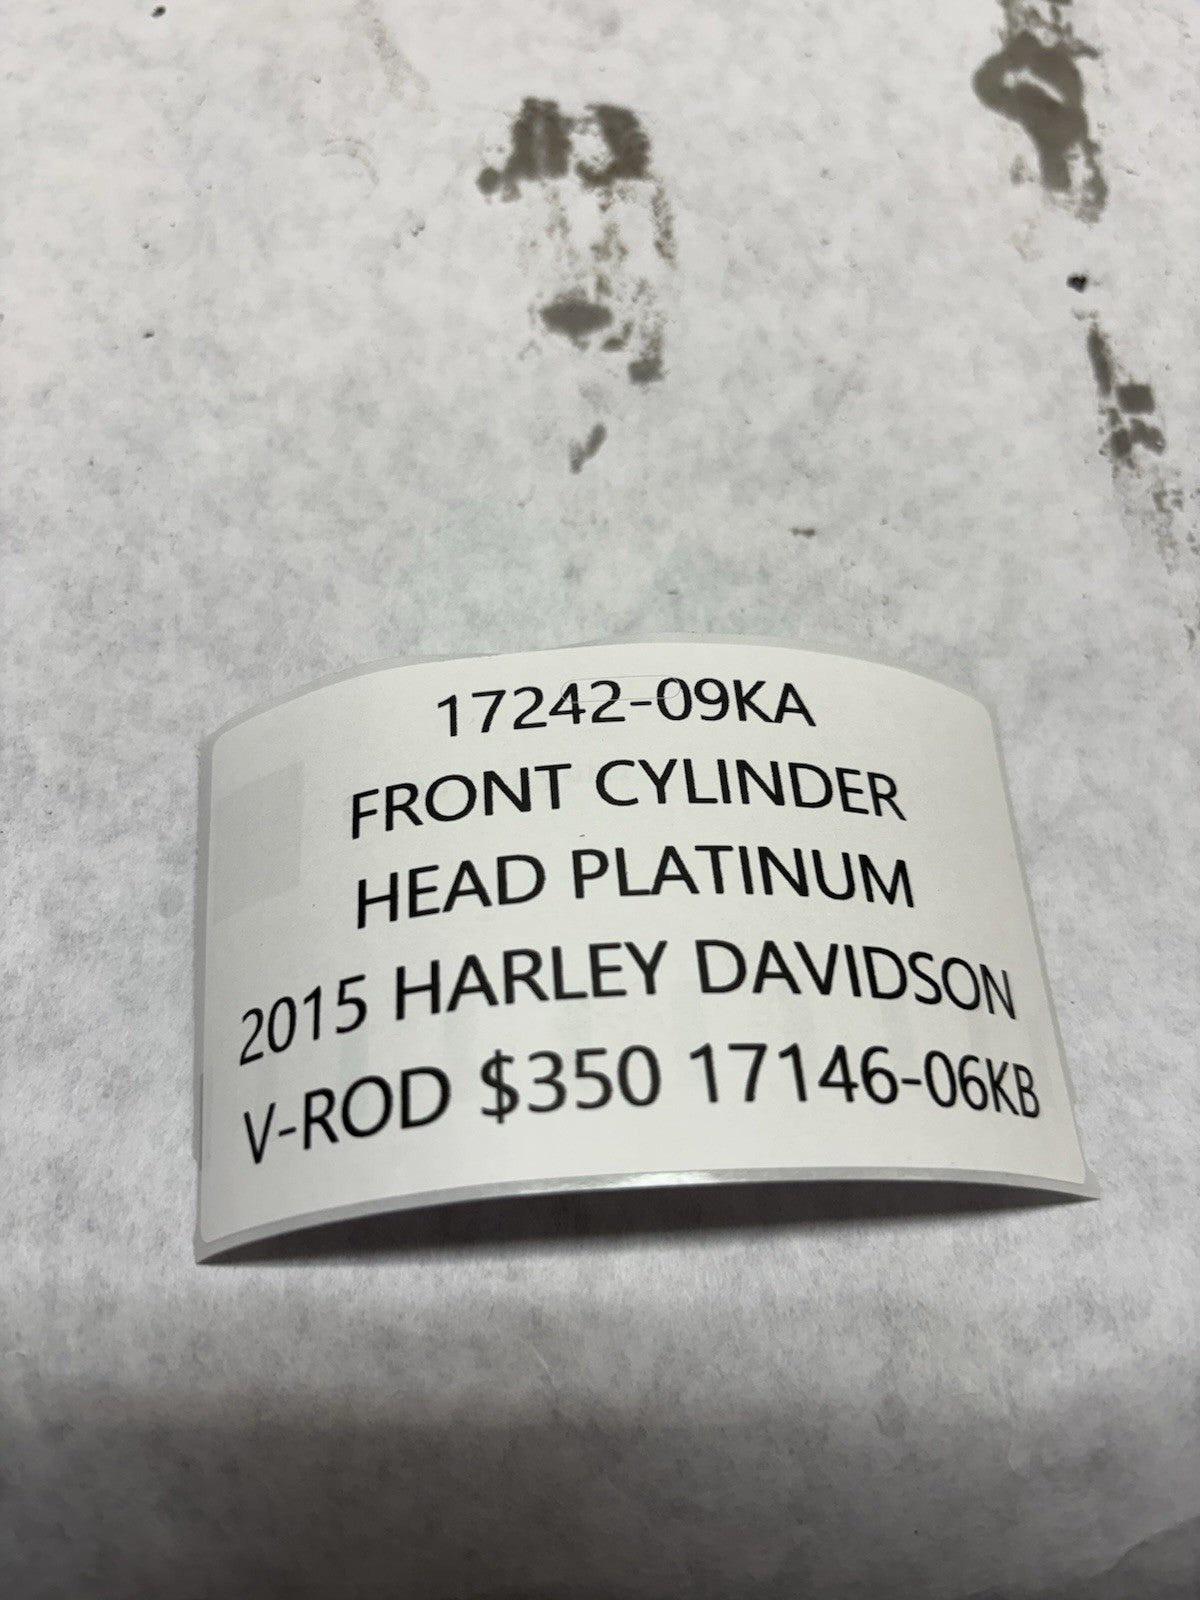 17242-09KA
FRONT CYLINDER
HEAD PLATINUM
2015 HARLEY DAVIDSON
V-ROD $350 17146-06KB